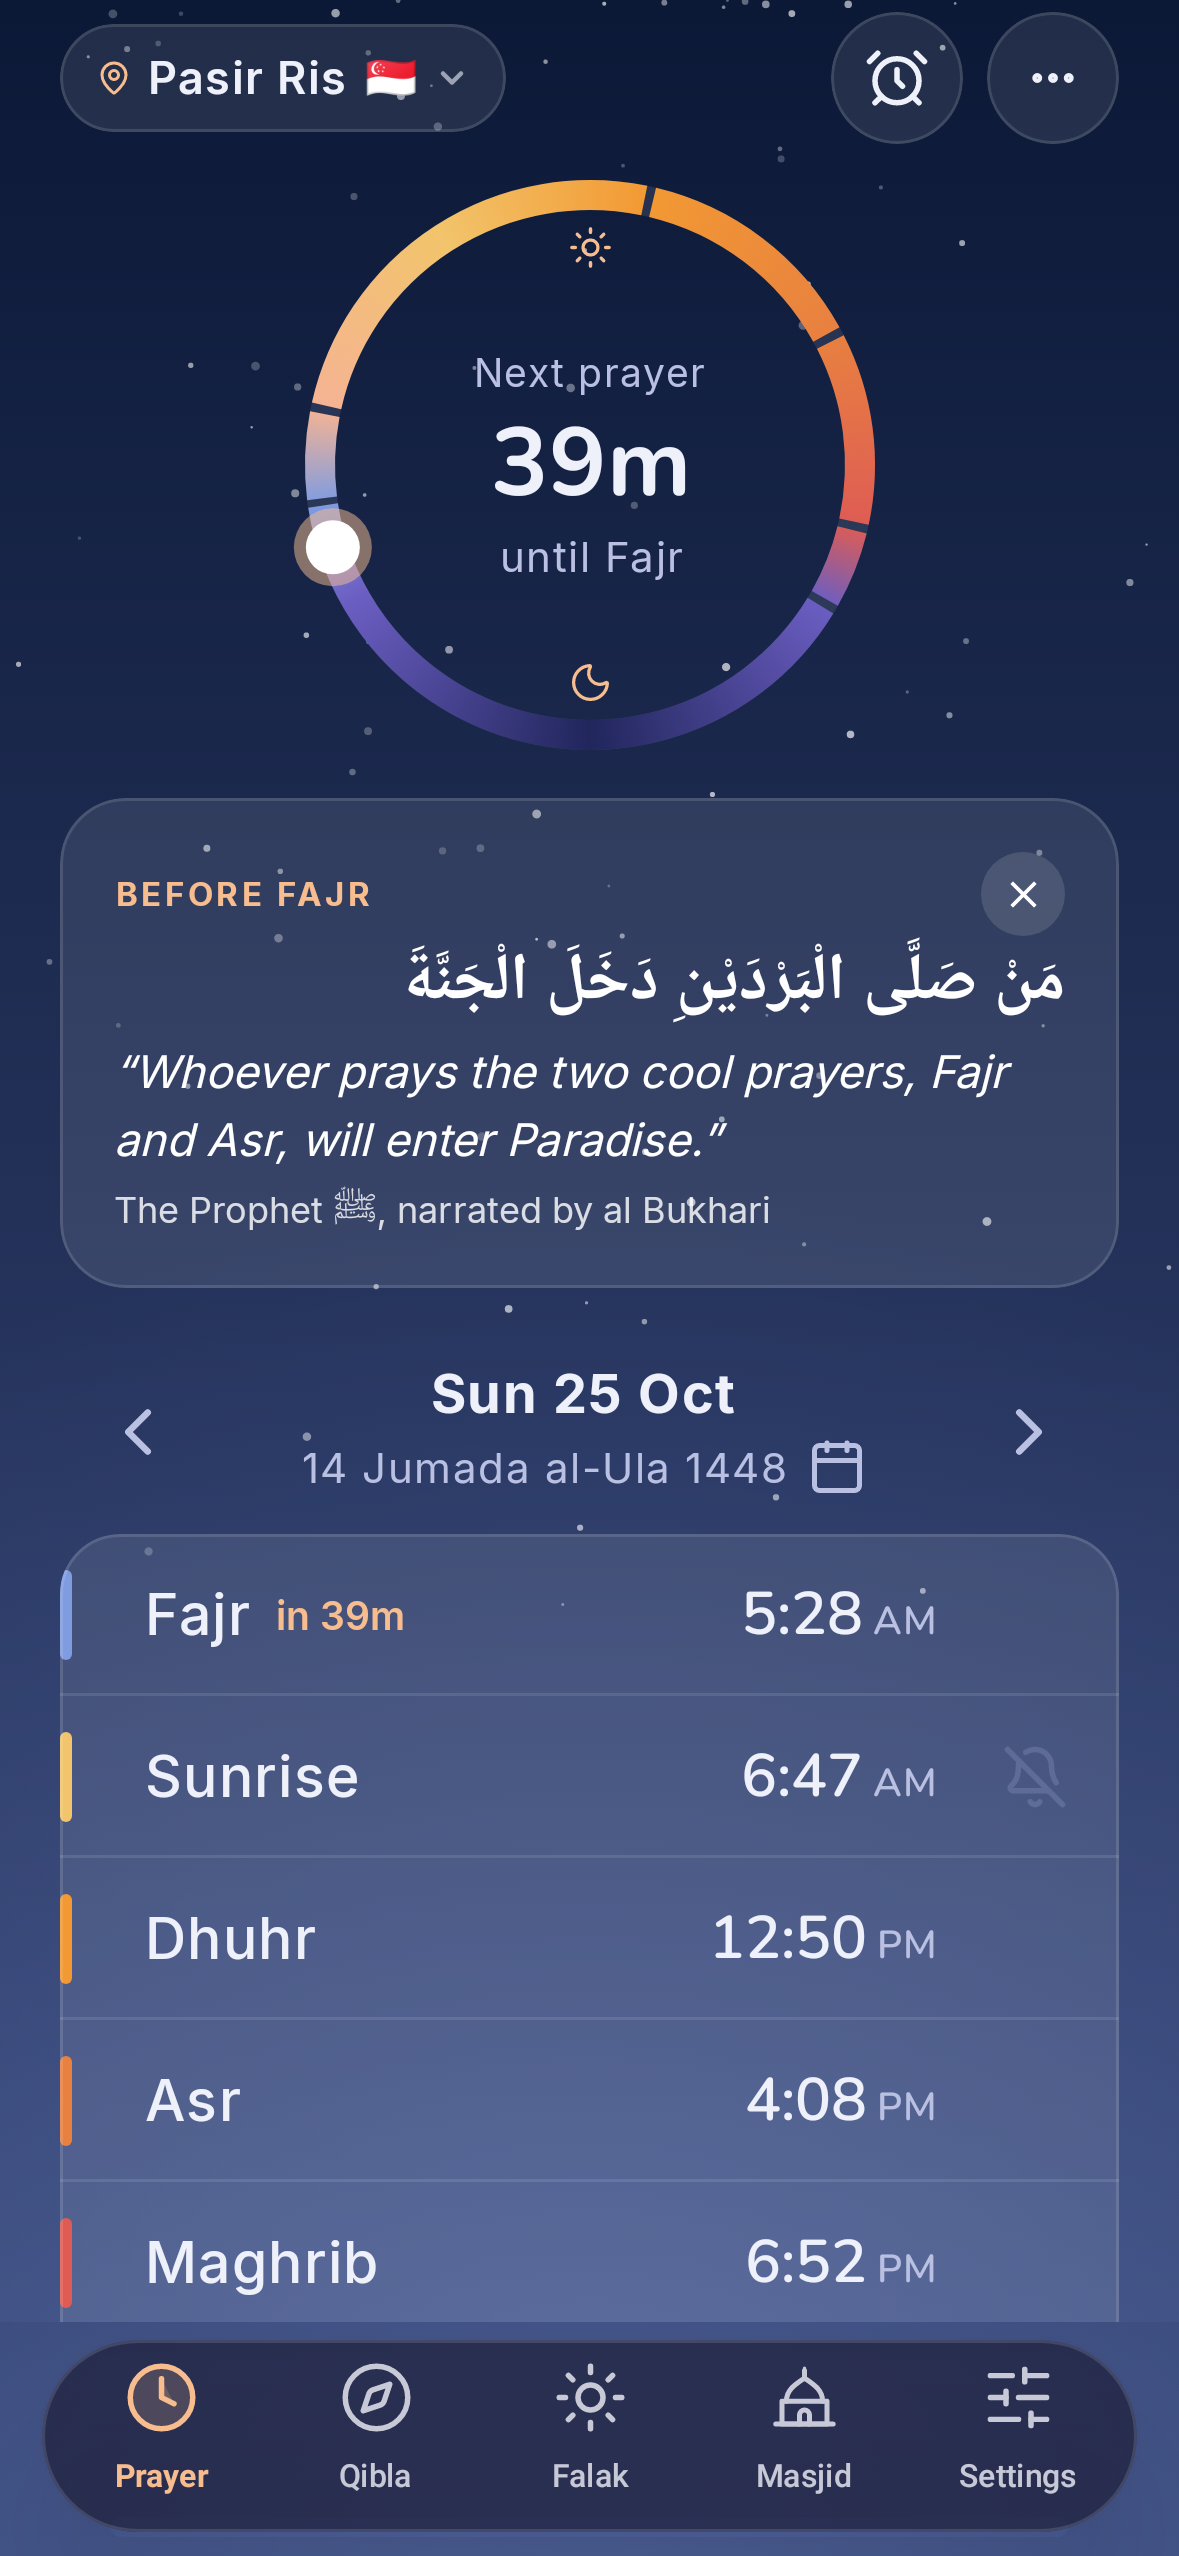 Pasir Ris 🇸🇬
Next prayer
39m
until Fajr
BEFORE FAJR
مَنْ صَلَّى الْبَرْدَيْنِ دَخَلَ الْجَنَّةَ
“Whoever prays the two cool prayers, Fajr
and Asr, will enter Paradise.”
The Prophet ﷺ, narrated by al Bukhari
Sun 25 Oct
14 Jumada al-Ula 1448
Fajr in 39m 5:28 AM
Sunrise 6:47 AM
Dhuhr 12:50 PM
Asr 4:08 PM
Maghrib 6:52 PM
Prayer Qibla Falak Masjid Settings